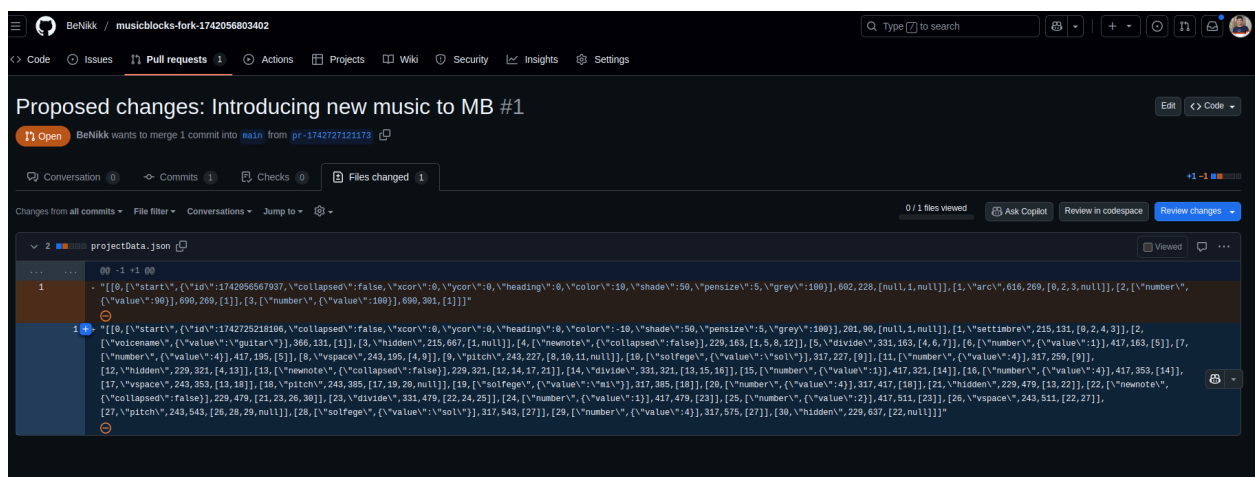 BeNikk / musicblocks-fork-1742056803402
Type / to search
Code Issues Pull requests 1 Actions Projects Wiki Security Insights Settings
Proposed changes: Introducing new music to MB #1
Edit <> Code
Open BeNikk wants to merge 1 commit into main from pr-1742727121173
Conversation 0 Commits 1 Checks 0 Files changed 1
+1 −1
Changes from all commits File filter Conversations Jump to
0 / 1 files viewed
Ask Copilot Review in codespace Review changes
2 projectData.json
Viewed
... ... @@ -1 +1 @@
1 - "[[0,[\"start\",{\"id\":1742056567937,\"collapsed\":false,\"xcor\":0,\"ycor\":0,\"heading\":0,\"color\":10,\"shade\":50,\"pensize\":5,\"grey\":100}],602,228,[null,1,null]],[1,\"arc\",616,269,[0,2,3,null]],[2,[\"number\",
{\"value\":90}],690,269,[1]],[3,[\"number\",{\"value\":100}],690,301,[1]]]"
1 + "[[0,[\"start\",{\"id\":1742725218106,\"collapsed\":false,\"xcor\":0,\"ycor\":0,\"heading\":0,\"color\":-10,\"shade\":50,\"pensize\":5,\"grey\":100}],201,90,[null,1,null]],[1,\"settimbre\",215,131,[0,2,4,3]],[2,
[\"voicename\",{\"value\":\"guitar\"}],366,131,[1]],[3,\"hidden\",215,667,[1,null]],[4,[\"newnote\",{\"collapsed\":false}],229,163,[1,5,8,12]],[5,\"divide\",331,163,[4,6,7]],[6,[\"number\",{\"value\":1}],417,163,[5]],[7,
[\"number\",{\"value\":4}],417,195,[5]],[8,\"vspace\",243,195,[4,9]],[9,\"pitch\",243,227,[8,10,11,null]],[10,[\"solfege\",{\"value\":\"sol\"}],317,227,[9]],[11,[\"number\",{\"value\":4}],317,259,[9]],
[12,\"hidden\",229,321,[4,13]],[13,[\"newnote\",{\"collapsed\":false}],229,321,[12,14,17,21]],[14,\"divide\",331,321,[13,15,16]],[15,[\"number\",{\"value\":1}],417,321,[14]],[16,[\"number\",{\"value\":4}],417,353,[14]],
[17,\"vspace\",243,353,[13,18]],[18,\"pitch\",243,385,[17,19,20,null]],[19,[\"solfege\",{\"value\":\"mi\"}],317,385,[18]],[20,[\"number\",{\"value\":4}],317,417,[18]],[21,\"hidden\",229,479,[13,22]],[22,[\"newnote\",
{\"collapsed\":false}],229,479,[21,23,26,30]],[23,\"divide\",331,479,[22,24,25]],[24,[\"number\",{\"value\":1}],417,479,[23]],[25,[\"number\",{\"value\":2}],417,511,[23]],[26,\"vspace\",243,511,[22,27]],
[27,\"pitch\",243,543,[26,28,29,null]],[28,[\"solfege\",{\"value\":\"sol\"}],317,543,[27]],[29,[\"number\",{\"value\":4}],317,575,[27]],[30,\"hidden\",229,637,[22,null]]]"